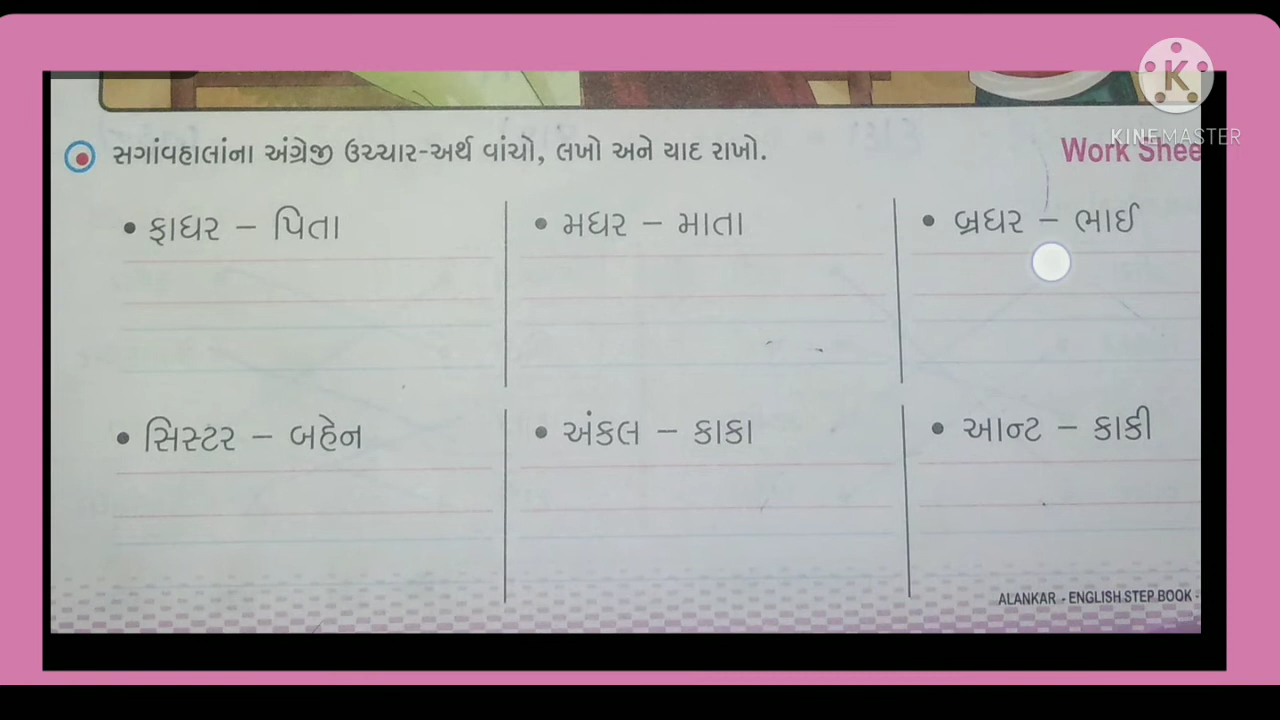 K
KINEMASTER
સગાંવહાલાંના અંગ્રેજી ઉચ્ચાર-અર્થ વાંચો, લખો અને યાદ રાખો.
Work Shee
• ફાધર – પિતા
• મધર – માતા
• બ્રધર – ભાઈ
• સિસ્ટર – બહેન
• અંકલ – કાકા
• આન્ટ – કાકી
ALANKAR - ENGLISH STEP BOOK -